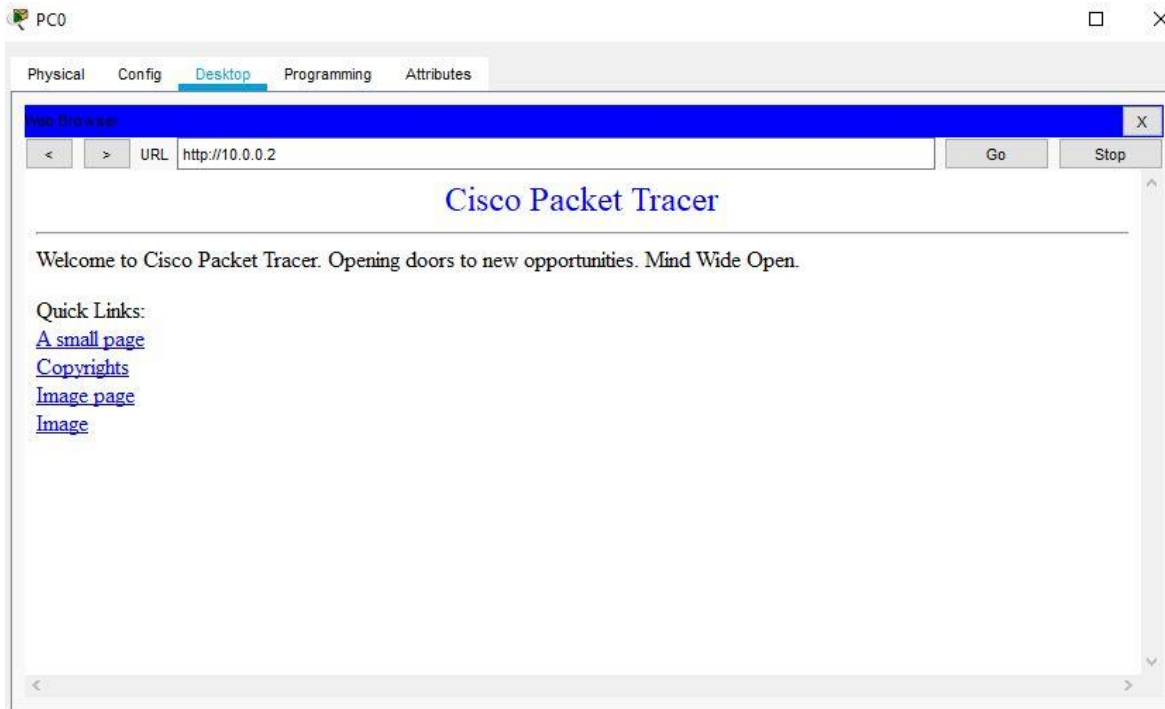 PC0
Physical Config Desktop Programming Attributes
Web Browser
X
< > URL http://10.0.0.2 Go Stop
Cisco Packet Tracer
Welcome to Cisco Packet Tracer. Opening doors to new opportunities. Mind Wide Open.
Quick Links:
A small page
Copyrights
Image page
Image